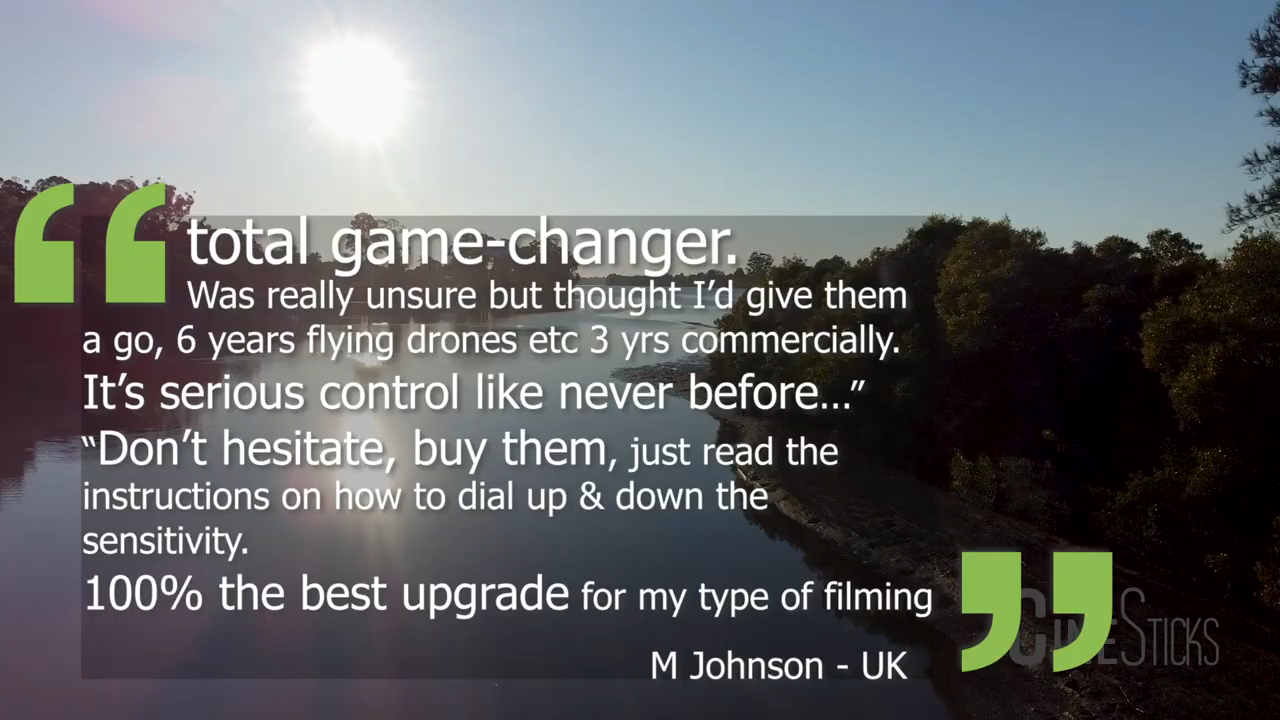 total game-changer.
Was really unsure but thought I’d give them
a go, 6 years flying drones etc 3 yrs commercially.
It’s serious control like never before…”
“Don’t hesitate, buy them, just read the
instructions on how to dial up & down the
sensitivity.
100% the best upgrade for my type of filming
M Johnson - UK
CINESTICKS